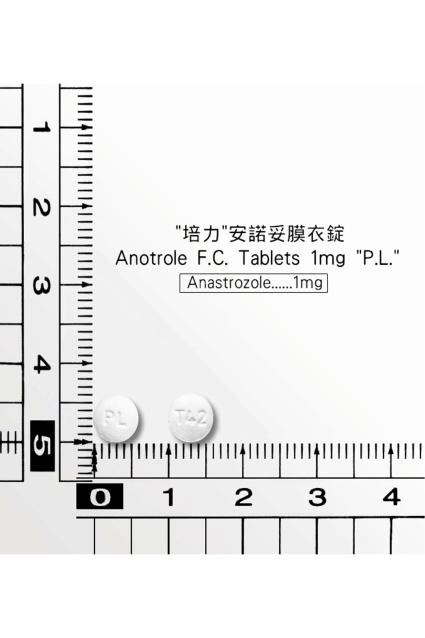 "培力"安諾妥膜衣錠
Anotrole F.C. Tablets 1mg "P.L."
Anastrozole......1mg
1
2
3
4
5
PL
T42
0 1 2 3 4